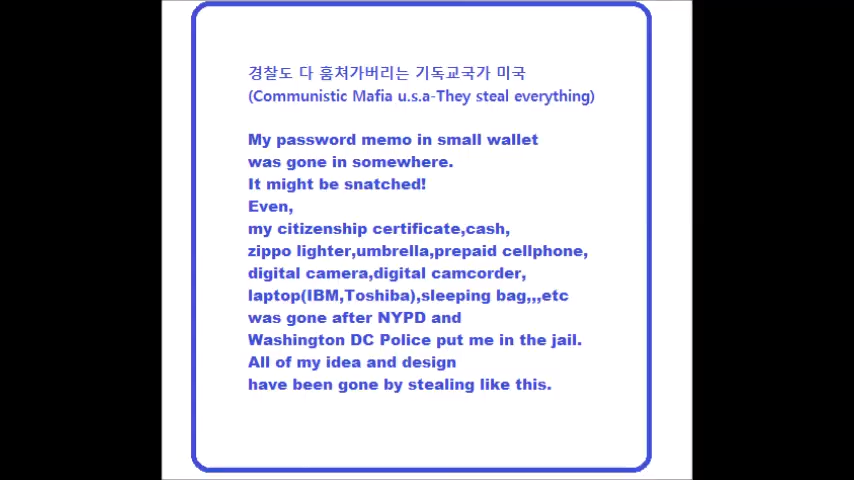 경찰도 다 훔쳐가버리는 기독교국가 미국
(Communistic Mafia u.s.a-They steal everything)
My password memo in small wallet
was gone in somewhere.
It might be snatched!
Even,
my citizenship certificate,cash,
zippo lighter,umbrella,prepaid cellphone,
digital camera,digital camcorder,
laptop(IBM,Toshiba),sleeping bag,,,etc
was gone after NYPD and
Washington DC Police put me in the jail.
All of my idea and design
have been gone by stealing like this.